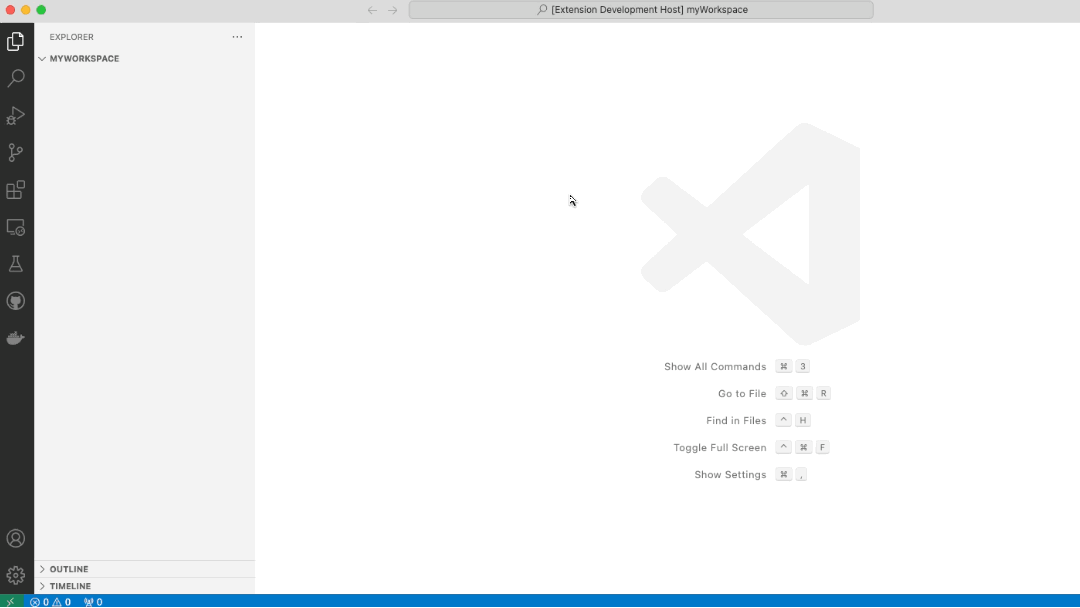 [Extension Development Host] myWorkspace
EXPLORER
MYWORKSPACE
Show All Commands ⌘ 3
Go to File ⇧ ⌘ R
Find in Files ^ H
Toggle Full Screen ^ ⌘ F
Show Settings ⌘ ,
OUTLINE
TIMELINE
0 0 0